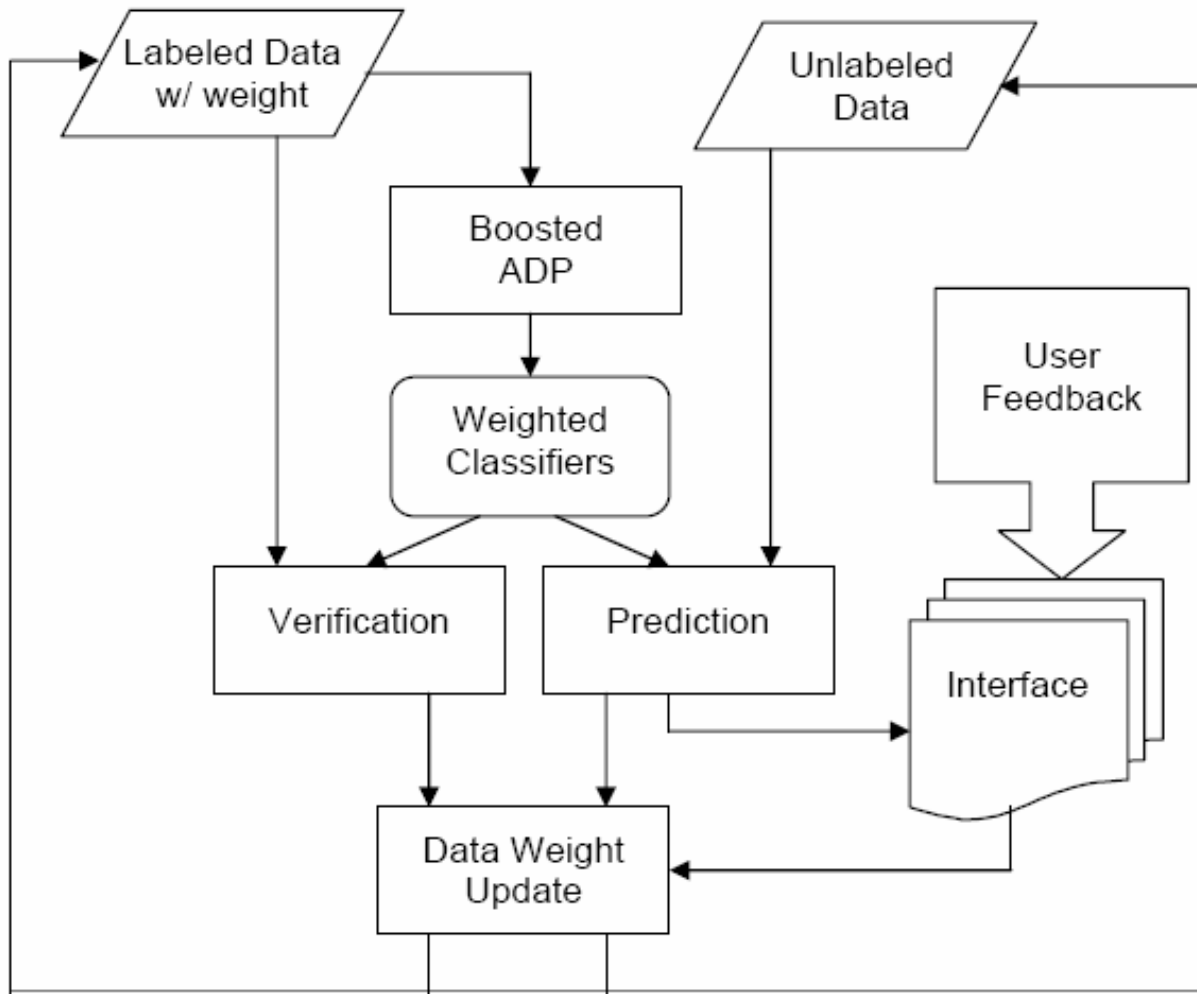 Labeled Data
w/ weight
Unlabeled
Data
Boosted
ADP
User
Feedback
Weighted
Classifiers
Verification
Prediction
Interface
Data Weight
Update